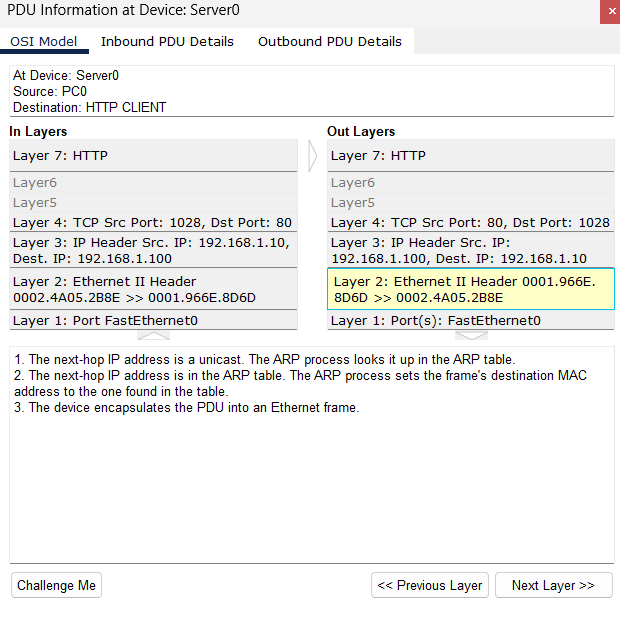 PDU Information at Device: Server0
×
OSI Model Inbound PDU Details Outbound PDU Details
At Device: Server0
Source: PC0
Destination: HTTP CLIENT
In Layers
Layer 7: HTTP
Layer6
Layer5
Layer 4: TCP Src Port: 1028, Dst Port: 80
Layer 3: IP Header Src. IP: 192.168.1.10,
Dest. IP: 192.168.1.100
Layer 2: Ethernet II Header
0002.4A05.2B8E >> 0001.966E.8D6D
Layer 1: Port FastEthernet0
Out Layers
Layer 7: HTTP
Layer6
Layer5
Layer 4: TCP Src Port: 80, Dst Port: 1028
Layer 3: IP Header Src. IP:
192.168.1.100, Dest. IP: 192.168.1.10
Layer 2: Ethernet II Header 0001.966E.
8D6D >> 0002.4A05.2B8E
Layer 1: Port(s): FastEthernet0
1. The next-hop IP address is a unicast. The ARP process looks it up in the ARP table.
2. The next-hop IP address is in the ARP table. The ARP process sets the frame's destination MAC
address to the one found in the table.
3. The device encapsulates the PDU into an Ethernet frame.
Challenge Me
<< Previous Layer
Next Layer >>